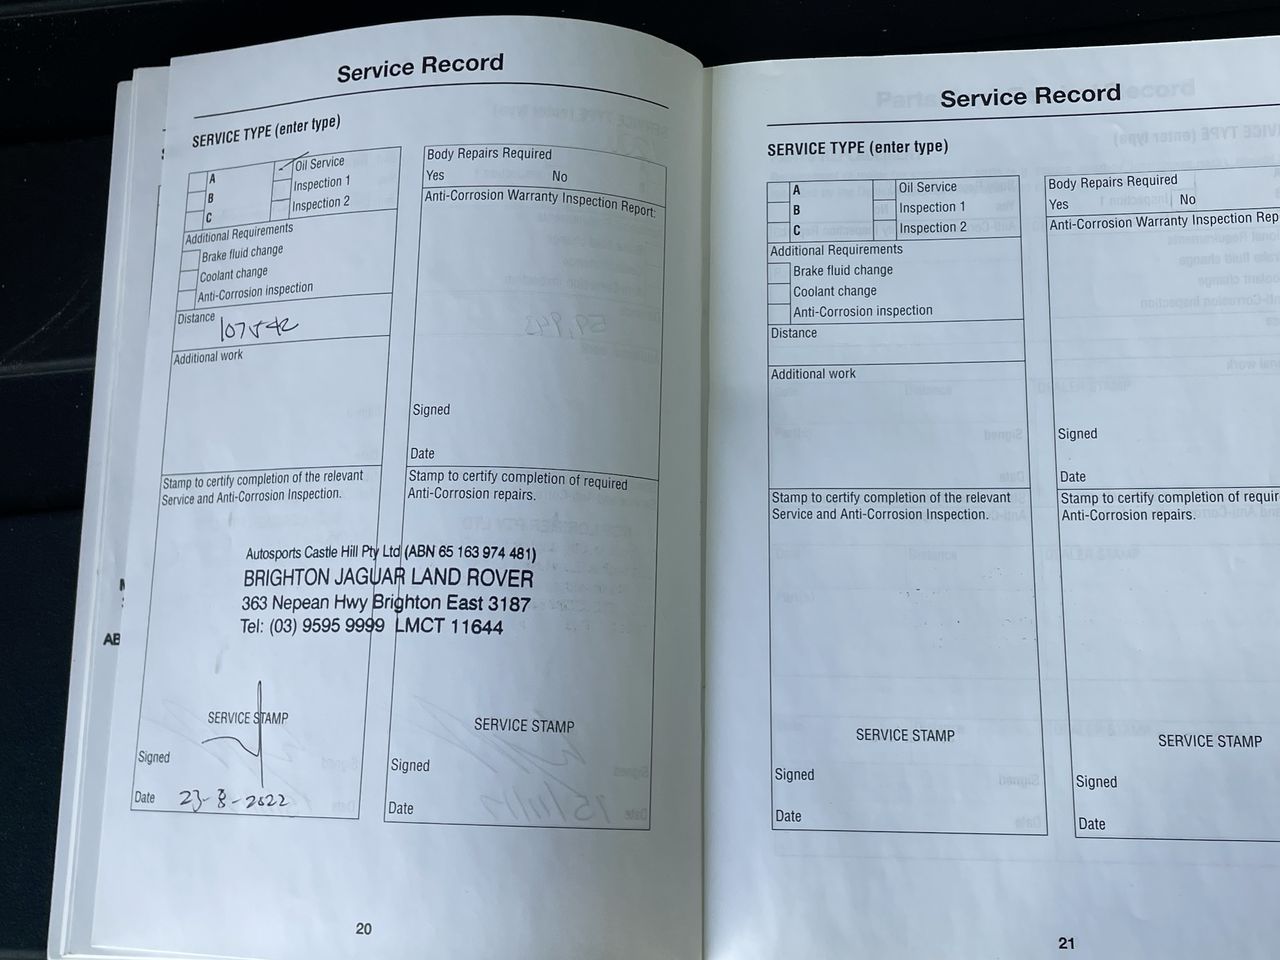 Service Record
SERVICE TYPE (enter type)
A
B
C
Oil Service
Inspection 1
Inspection 2
Additional Requirements
Brake fluid change
Coolant change
Anti-Corrosion inspection
Distance
107542
Additional work
Stamp to certify completion of the relevant
Service and Anti-Corrosion Inspection.
Body Repairs Required
Yes No
Anti-Corrosion Warranty Inspection Report:
Signed
Date
Stamp to certify completion of required
Anti-Corrosion repairs.
Autosports Castle Hill Pty Ltd (ABN 65 163 974 481)
BRIGHTON JAGUAR LAND ROVER
363 Nepean Hwy Brighton East 3187
Tel: (03) 9595 9999 LMCT 11644
SERVICE STAMP
Signed
Date 23-8-2022
SERVICE STAMP
Signed
Date
20
Service Record
SERVICE TYPE (enter type)
A
B
C
Oil Service
Inspection 1
Inspection 2
Additional Requirements
Brake fluid change
Coolant change
Anti-Corrosion inspection
Distance
Additional work
Stamp to certify completion of the relevant
Service and Anti-Corrosion Inspection.
SERVICE STAMP
Signed
Date
Body Repairs Required
Yes No
Anti-Corrosion Warranty Inspection Rep
Signed
Date
Stamp to certify completion of requir
Anti-Corrosion repairs.
SERVICE STAMP
Signed
Date
21
AB